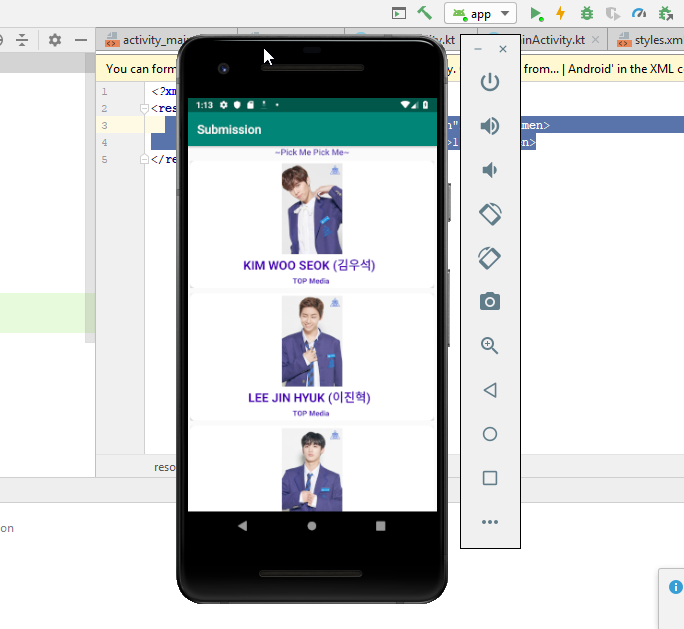 app
activity_mai
ity.kt
inActivity.kt
styles.xm
You can form
from... | Android' in the XML c
1
<?xm
2
<res
3
men>
4
>l
n>
5
</re
1:13
Submission
~Pick Me Pick Me~
KIM WOO SEOK (김우석)
TOP Media
LEE JIN HYUK (이진혁)
TOP Media
reso
on